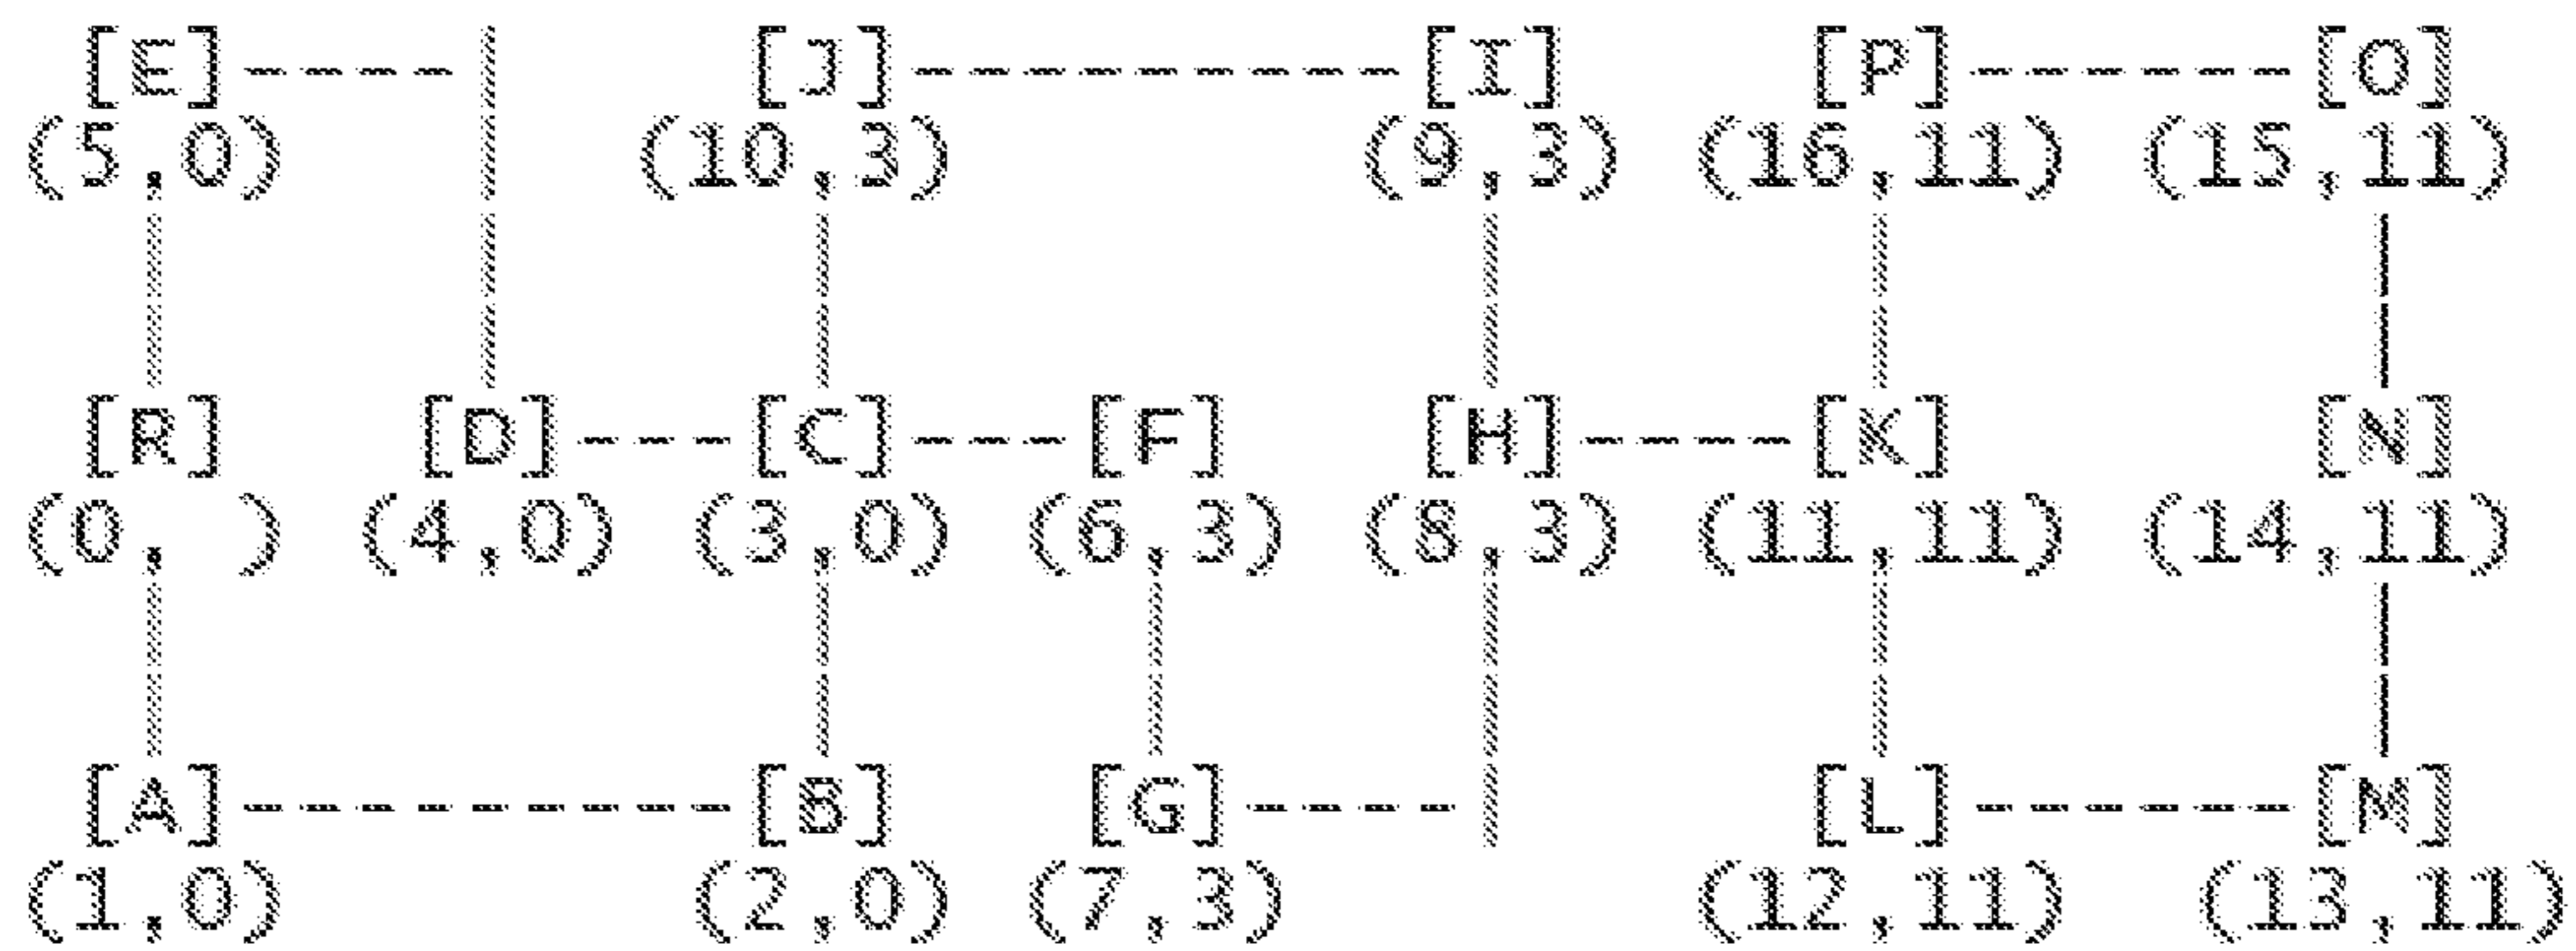 [E]---- | [J]---------[I] [P]------[O]
(5,0) | (10,3) (9,3) (16,11) (15,11)
| | | | | |
| | | | | |
[R] [D]---[C]---[F] [H]----[K] [N]
(0, ) (4,0) (3,0) (6,3) (8,3) (11,11) (14,11)
| | | | | |
| | | | | |
[A]---------[B] [G]---- | [L]------[M]
(1,0) (2,0) (7,3) (12,11) (13,11)